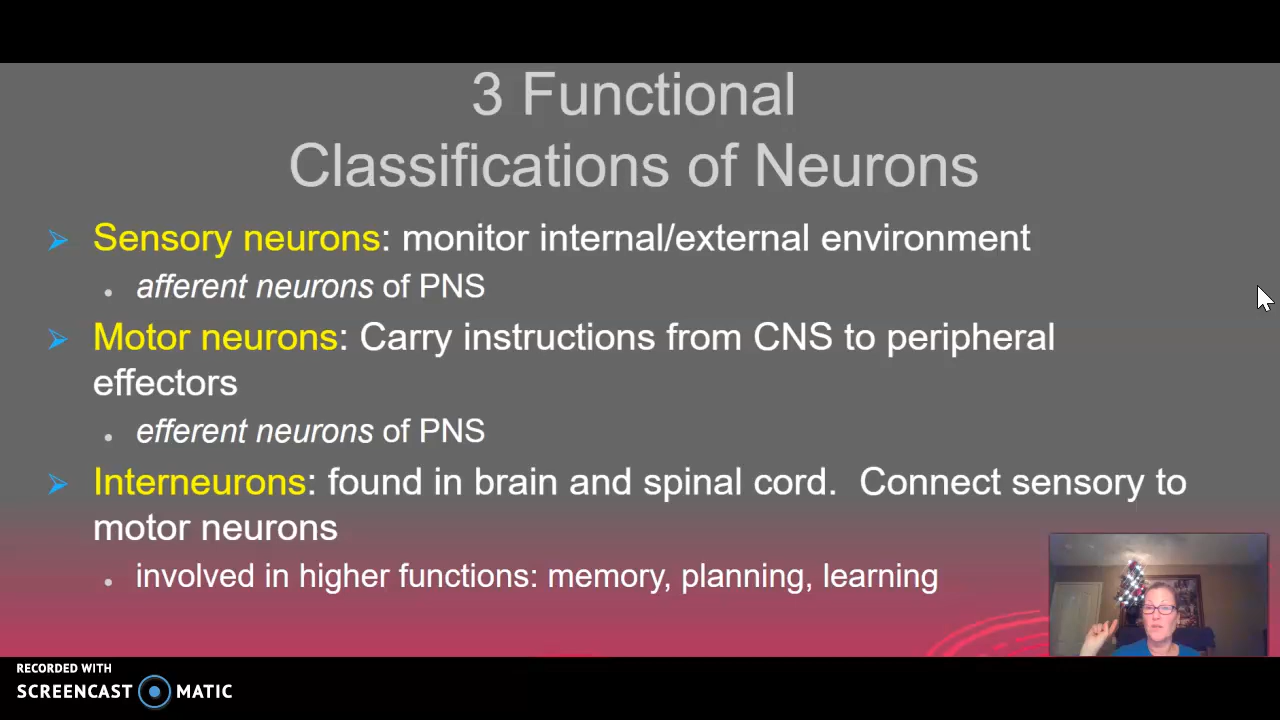 3 Functional
Classifications of Neurons
Sensory neurons: monitor internal/external environment
afferent neurons of PNS
Motor neurons: Carry instructions from CNS to peripheral
effectors
efferent neurons of PNS
Interneurons: found in brain and spinal cord.  Connect sensory to
motor neurons
involved in higher functions: memory, planning, learning
RECORDED WITH
SCREENCAST MATIC